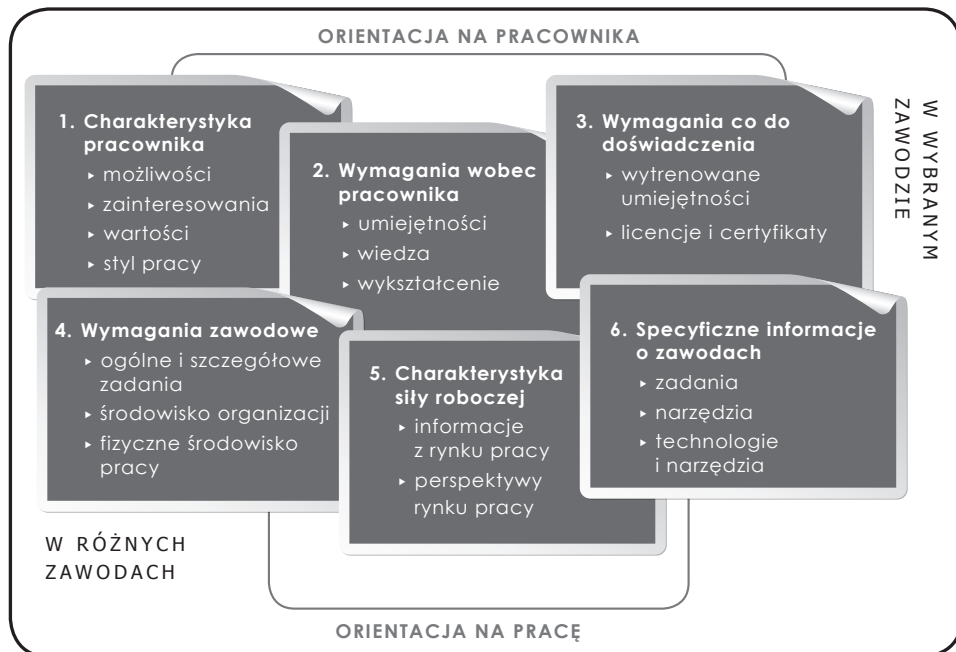 ORIENTACJA NA PRACOWNIKA
1. Charakterystyka
pracownika
▸ możliwości
▸ zainteresowania
▸ wartości
▸ styl pracy
2. Wymagania wobec
pracownika
▸ umiejętności
▸ wiedza
▸ wykształcenie
3. Wymagania co do
doświadczenia
▸ wytrenowane
umiejętności
▸ licencje i certyfikaty
W WYBRANYM
ZAWODZIE
4. Wymagania zawodowe
▸ ogólne i szczegółowe
zadania
▸ środowisko organizacji
▸ fizyczne środowisko
pracy
5. Charakterystyka
siły roboczej
▸ informacje
z rynku pracy
▸ perspektywy
rynku pracy
6. Specyficzne informacje
o zawodach
▸ zadania
▸ narzędzia
▸ technologie
i narzędzia
W RÓŻNYCH
ZAWODACH
ORIENTACJA NA PRACĘ